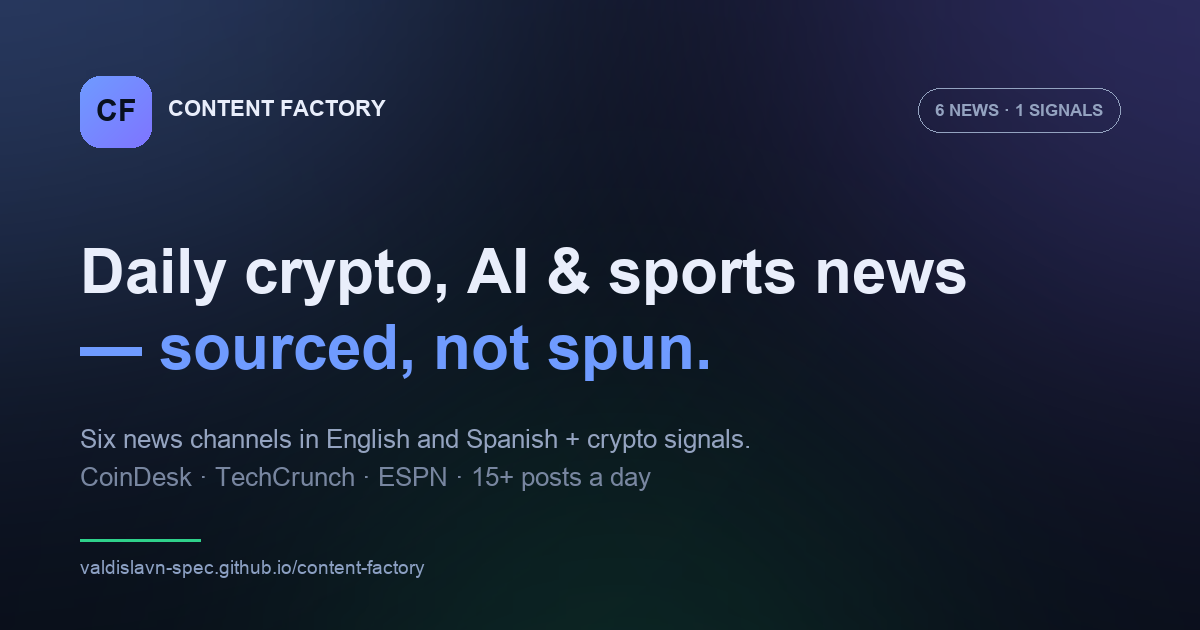 CF
CONTENT FACTORY
6 NEWS · 1 SIGNALS
Daily crypto, AI & sports news
— sourced, not spun.
Six news channels in English and Spanish + crypto signals.
CoinDesk · TechCrunch · ESPN · 15+ posts a day
valdislavn-spec.github.io/content-factory